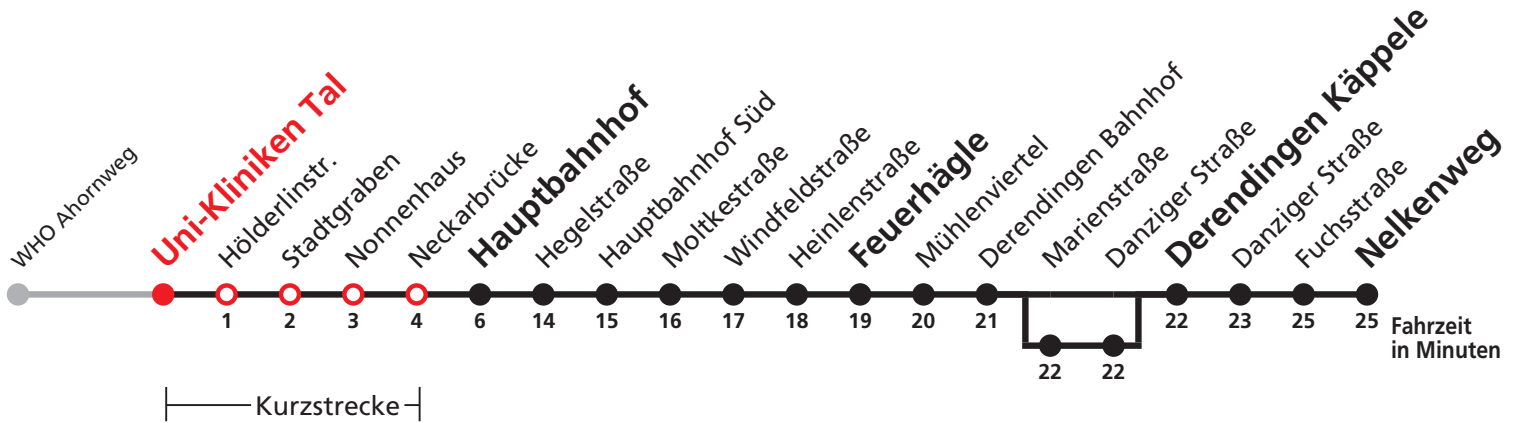 WHO Ahornweg
Uni-Kliniken Tal
Hölderlinstr.
Stadtgraben
Nonnenhaus
Neckarbrücke
Hauptbahnhof
Hegelstraße
Hauptbahnhof Süd
Moltkestraße
Windfeldstraße
Heinlenstraße
Feuerhägle
Mühlenviertel
Derendingen Bahnhof
Marienstraße
Danziger Straße
Derendingen Käppele
Danziger Straße
Fuchsstraße
Nelkenweg
1 2 3 4 6 14 15 16 17 18 19 20 21 22 23 25 25
Fahrzeit
in Minuten
22 22
Kurzstrecke